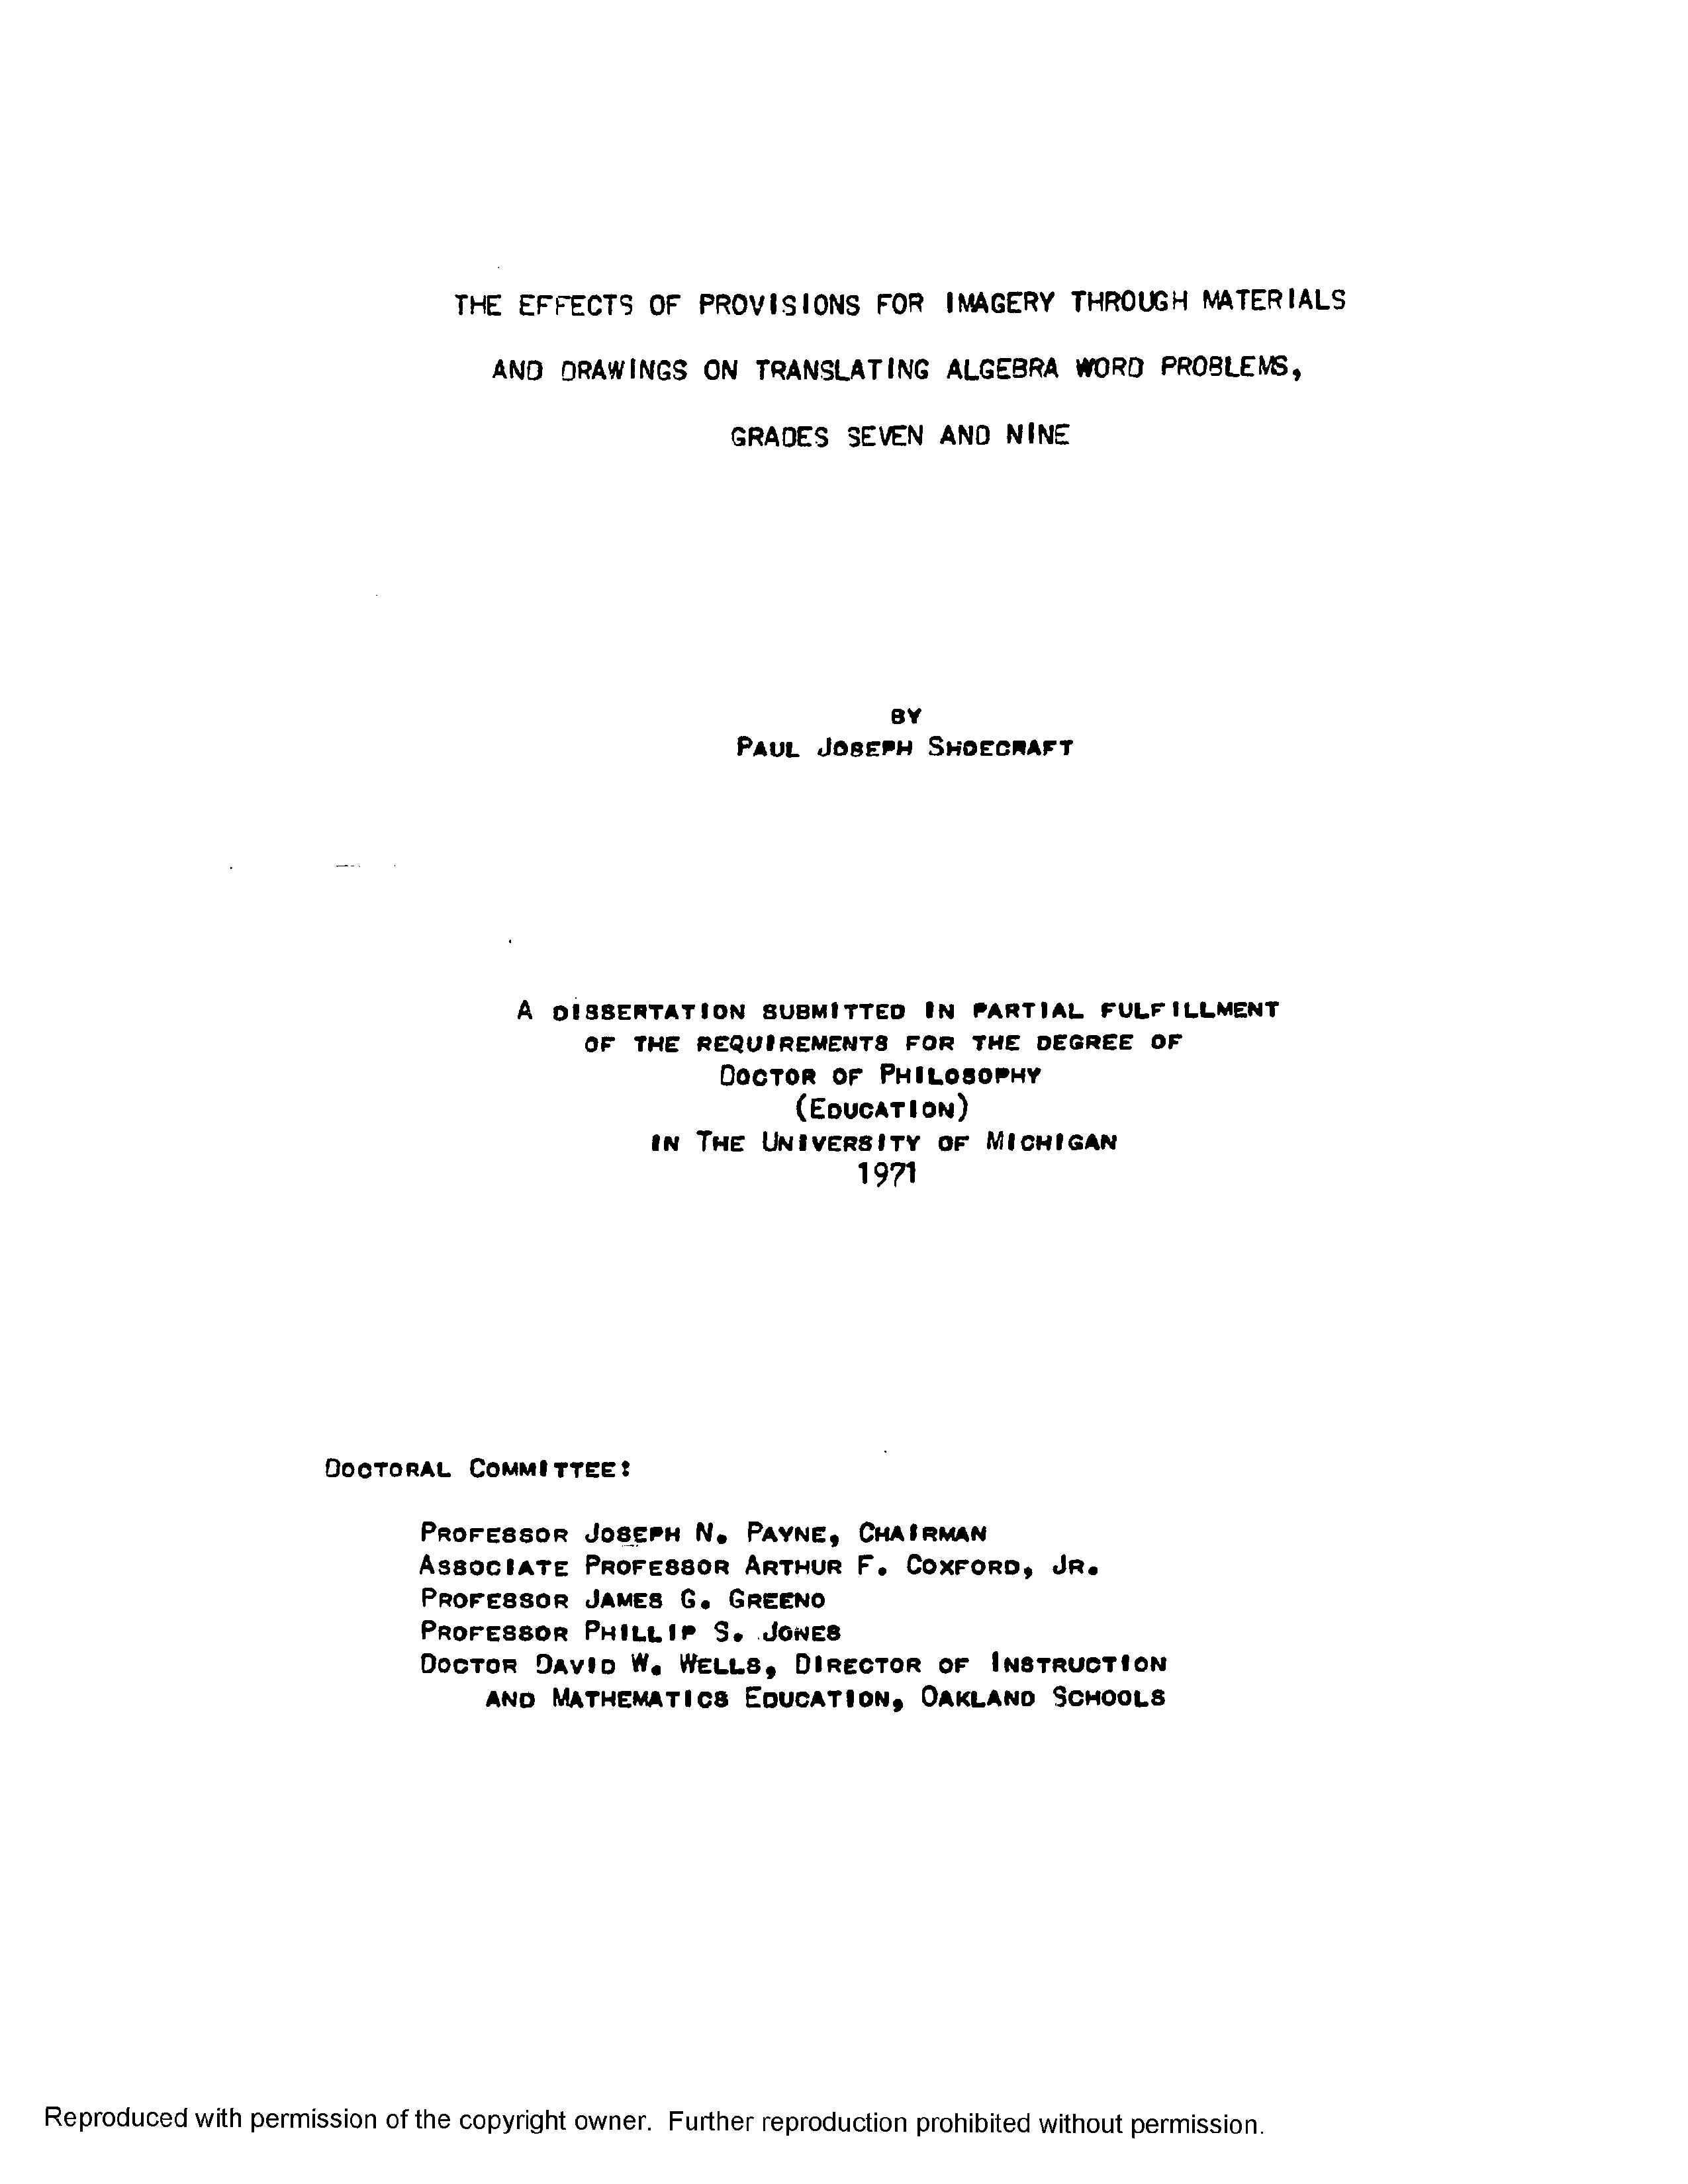 THE EFFECTS OF PROVISIONS FOR IMAGERY THROUGH MATERIALS
AND DRAWINGS ON TRANSLATING ALGEBRA WORD PROBLEMS,
GRADES SEVEN AND NINE
BY
PAUL JOSEPH SHOECRAFT
A DISSERTATION SUBMITTED IN PARTIAL FULFILLMENT
OF THE REQUIREMENTS FOR THE DEGREE OF
DOCTOR OF PHILOSOPHY
(EDUCATION)
IN THE UNIVERSITY OF MICHIGAN
1971
DOCTORAL COMMITTEE:
PROFESSOR JOSEPH N. PAYNE, CHAIRMAN
ASSOCIATE PROFESSOR ARTHUR F. COXFORD, JR.
PROFESSOR JAMES G. GREENO
PROFESSOR PHILLIP S. JONES
DOCTOR DAVID W. WELLS, DIRECTOR OF INSTRUCTION
AND MATHEMATICS EDUCATION, OAKLAND SCHOOLS
Reproduced with permission of the copyright owner. Further reproduction prohibited without permission.